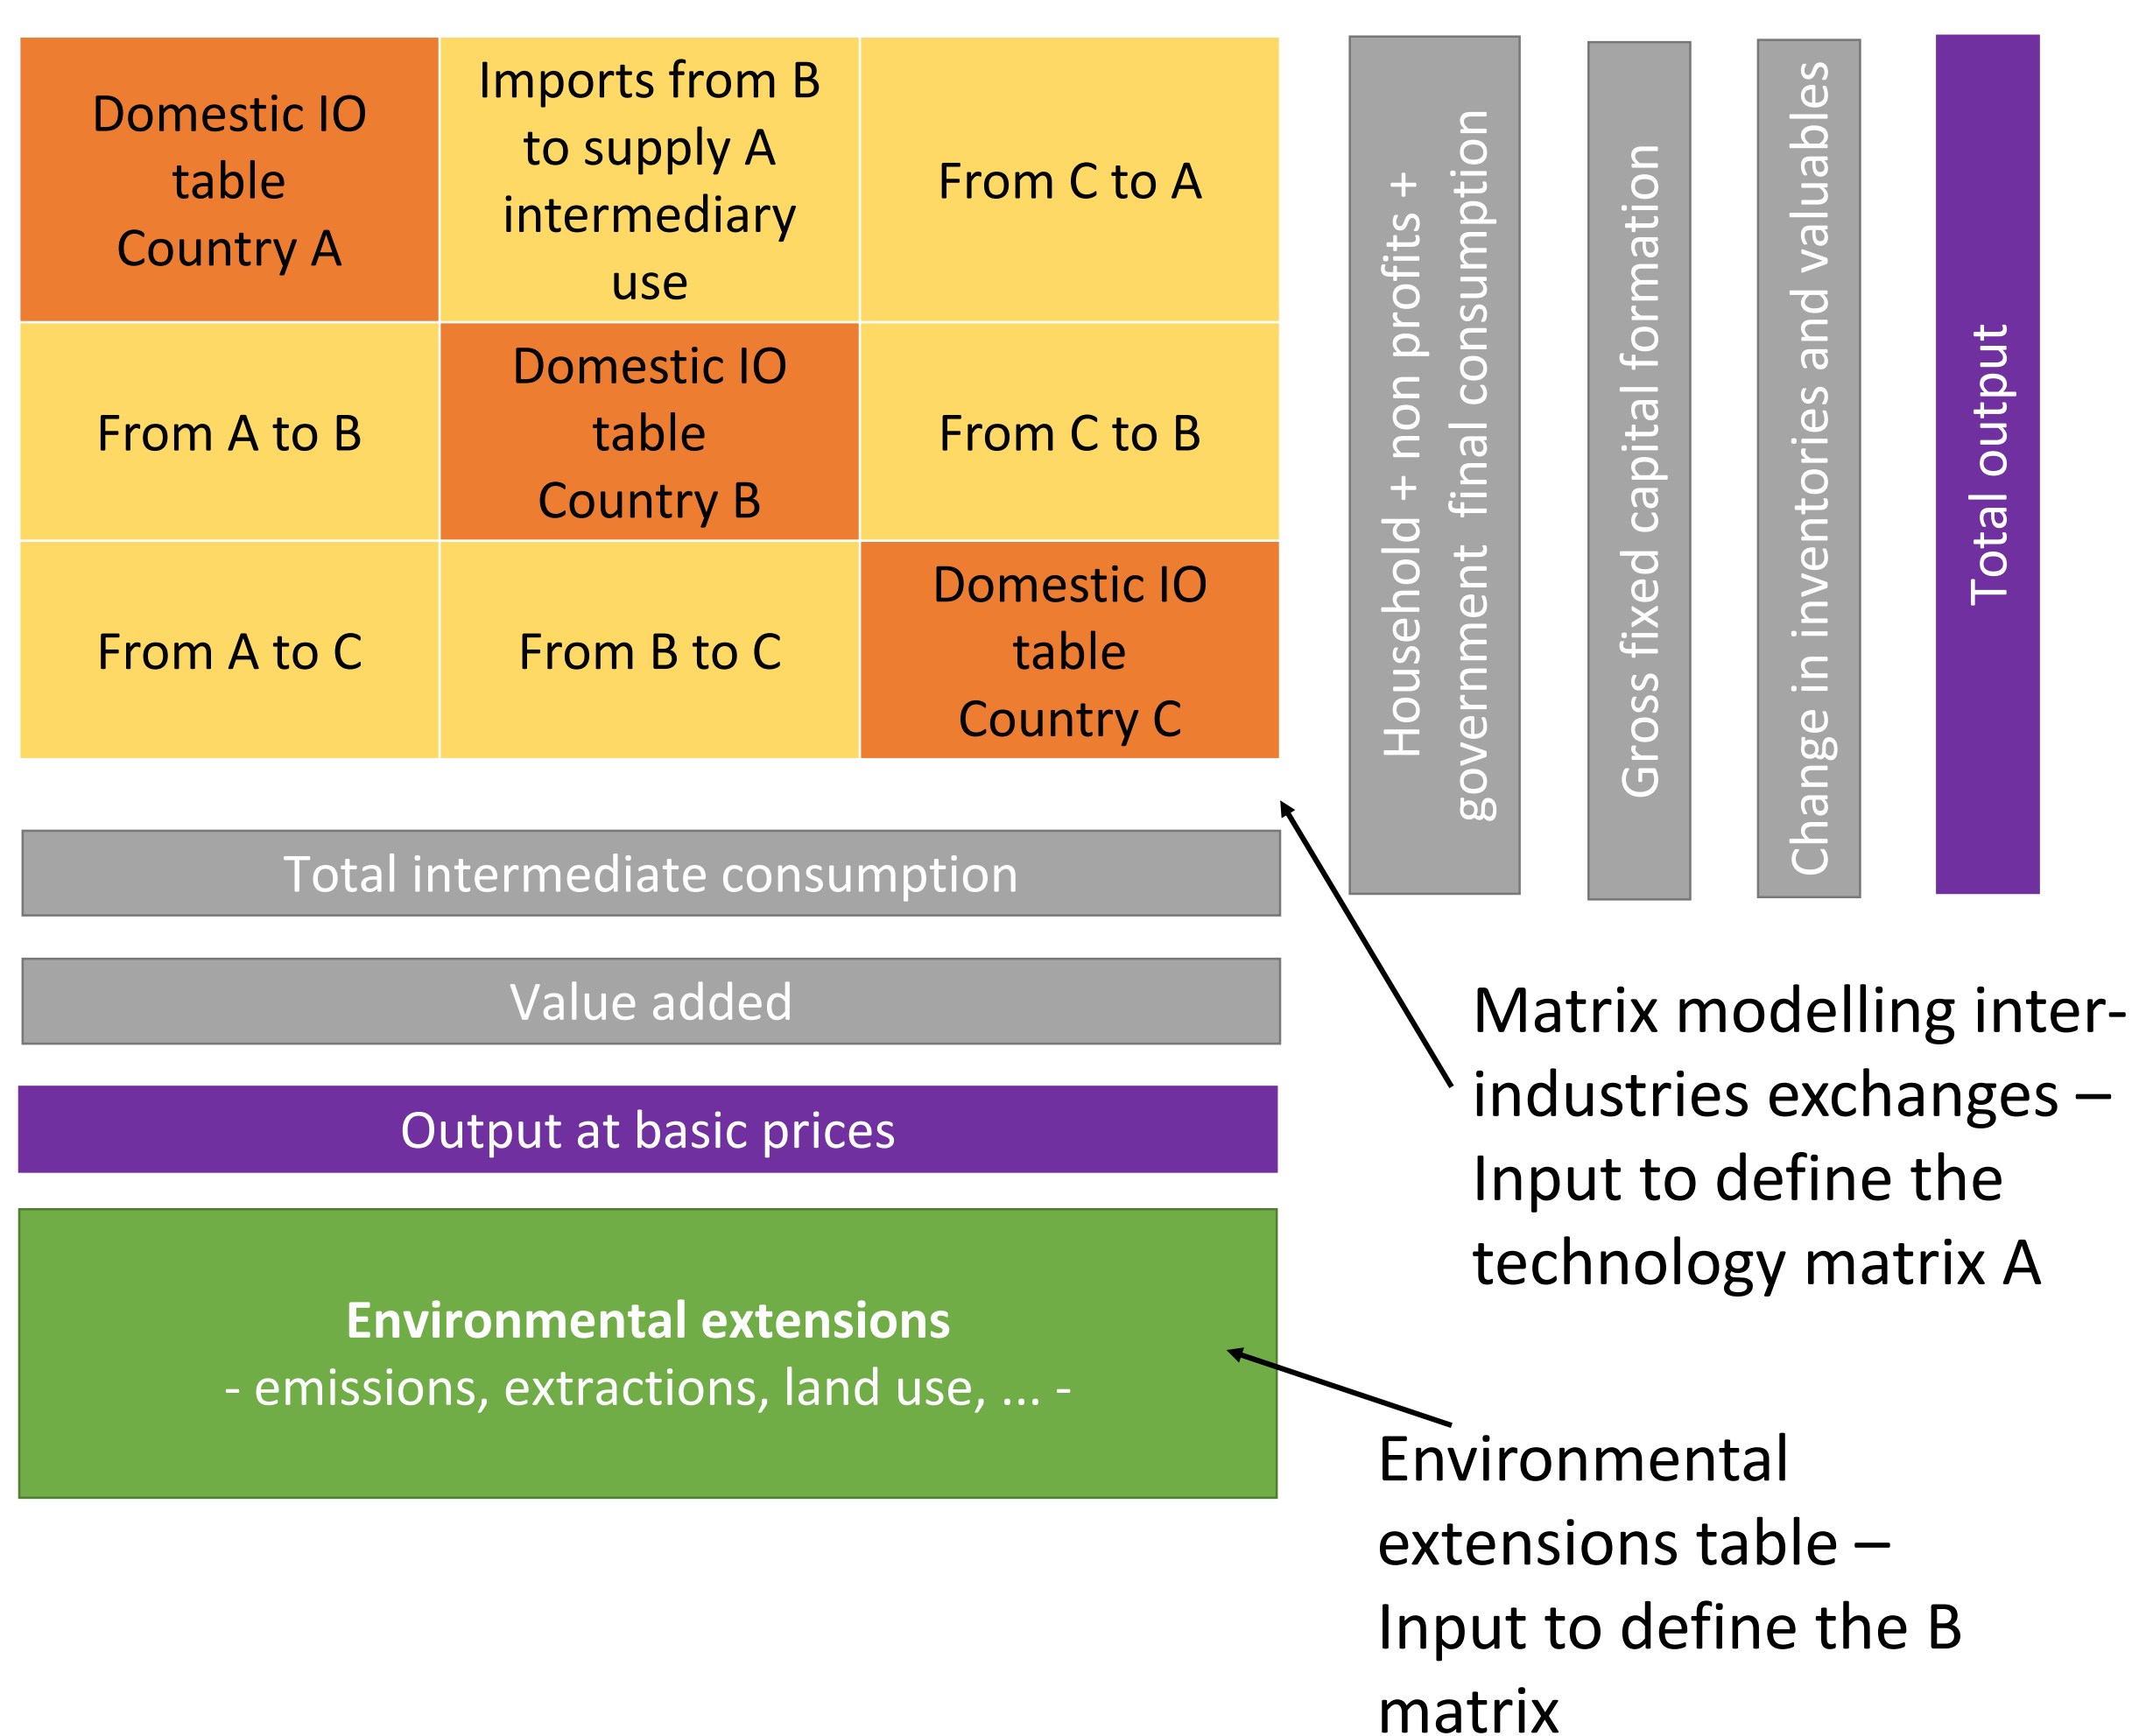 Domestic IO
table
Country A
Imports from B
to supply A
intermediary
use
From C to A
From A to B
Domestic IO
table
Country B
From C to B
From A to C
From B to C
Domestic IO
table
Country C
Household + non profits +
government  final consumption
Gross fixed capital formation
Change in inventories and valuables
Total output
Total intermediate consumption
Value added
Output at basic prices
Environmental extensions
- emissions, extractions, land use, ... -
Matrix modelling inter-
industries exchanges –
Input to define the
technology matrix A
Environmental
extensions table –
Input to define the B
matrix